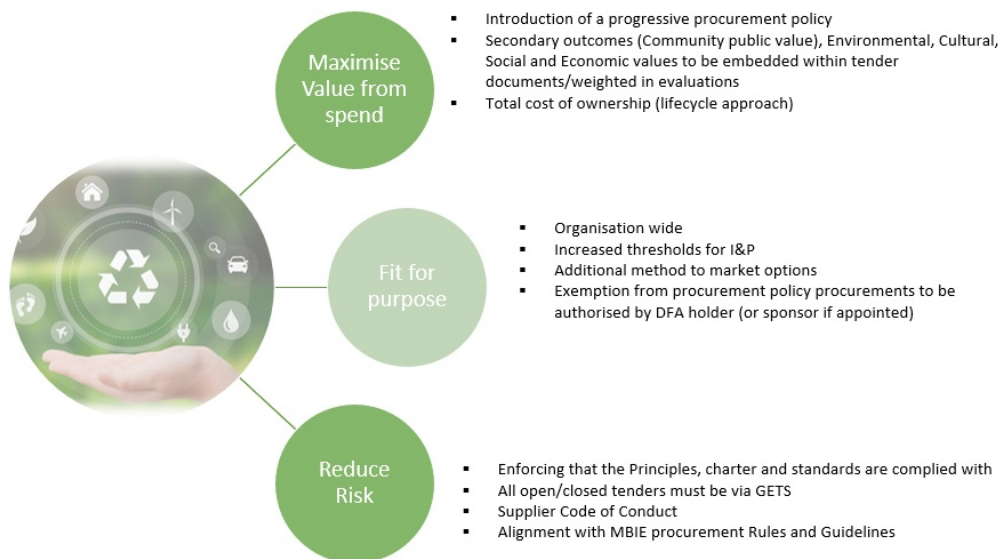 Maximise
Value from
spend
▪ Introduction of a progressive procurement policy
▪ Secondary outcomes (Community public value), Environmental, Cultural,
Social and Economic values to be embedded within tender
documents/weighted in evaluations
▪ Total cost of ownership (lifecycle approach)
Fit for
purpose
▪ Organisation wide
▪ Increased thresholds for I&P
▪ Additional method to market options
▪ Exemption from procurement policy procurements to be
authorised by DFA holder (or sponsor if appointed)
Reduce
Risk
▪ Enforcing that the Principles, charter and standards are complied with
▪ All open/closed tenders must be via GETS
▪ Supplier Code of Conduct
▪ Alignment with MBIE procurement Rules and Guidelines